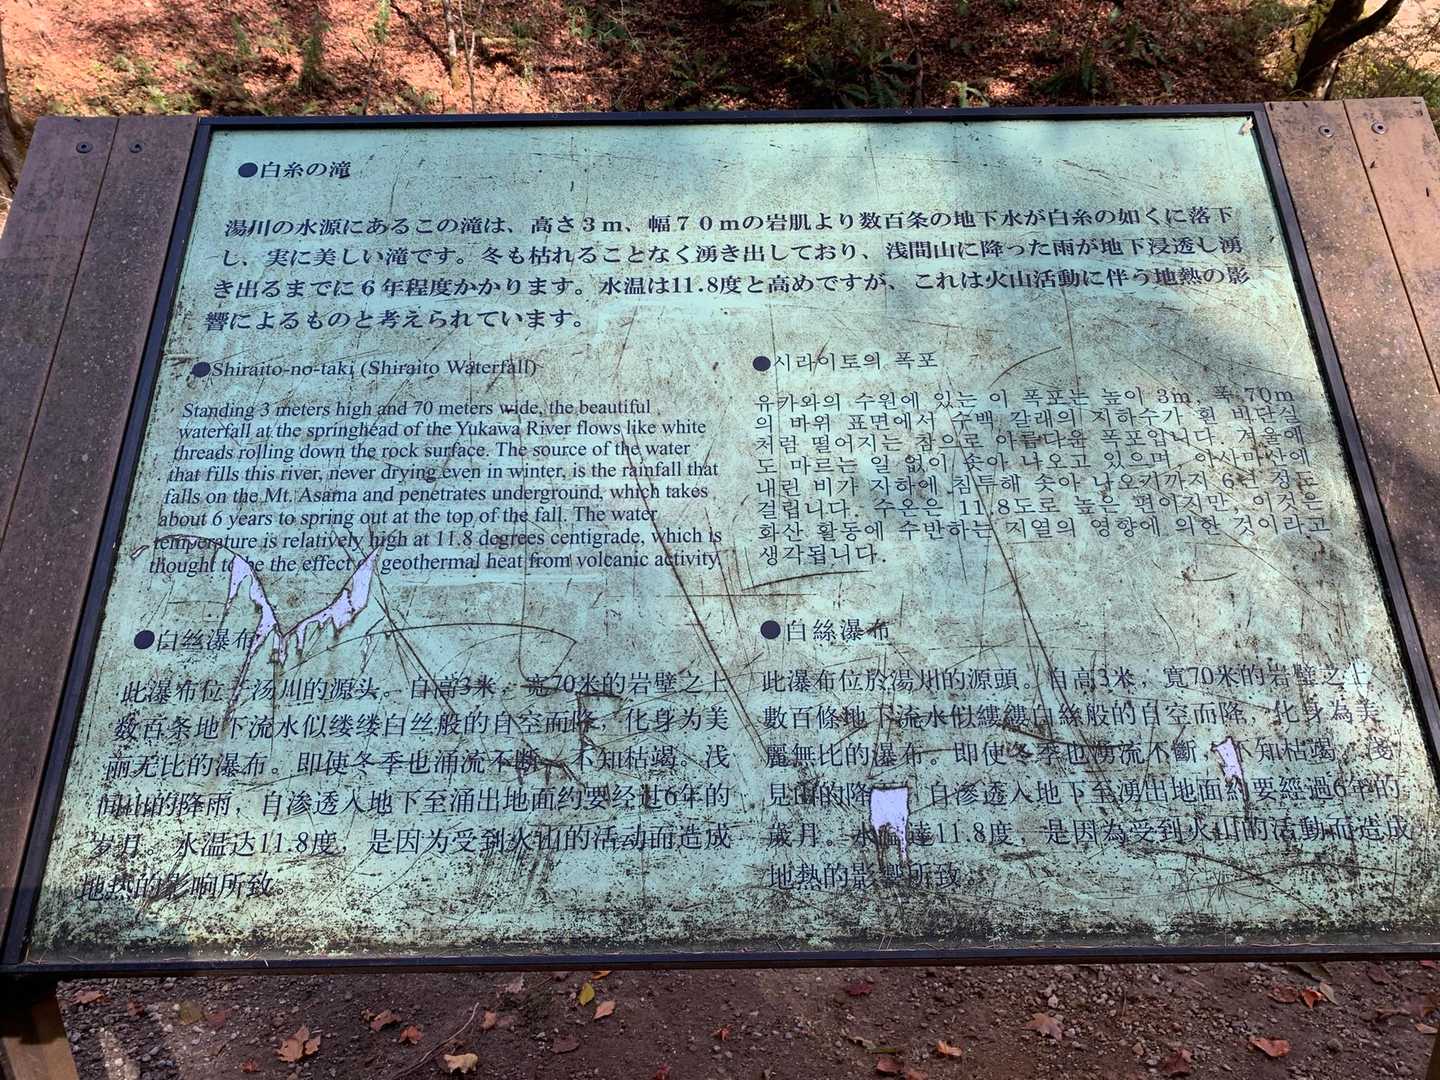 ●白糸の滝
湯川の水源にあるこの滝は、高さ３ｍ、幅７０ｍの岩肌より数百条の地下水が白糸の如くに落下
し、実に美しい滝です。冬も枯れることなく湧き出しており、浅間山に降った雨が地下浸透し湧
き出るまでに６年程度かかります。水温は11.8度と高めですが、これは火山活動に伴う地熱の影
響によるものと考えられています。
●Shiraito-no-taki (Shiraito Waterfall)
Standing 3 meters high and 70 meters wide, the beautiful
waterfall at the springhead of the Yukawa River flows like white
threads rolling down the rock surface. The source of the water
that fills this river, never drying even in winter, is the rainfall that
falls on the Mt. Asama and penetrates underground, which takes
about 6 years to spring out at the top of the fall. The water
temperature is relatively high at 11.8 degrees centigrade, which is
thought to be the effect of geothermal heat from volcanic activity.
●시라이토의 폭포
유카와의 수원에 있는 이 폭포는 높이 3m, 폭 70m
의 바위 표면에서 수백 갈래의 지하수가 흰 비단실
처럼 떨어지는 참으로 아름다운 폭포입니다. 겨울에
도 마르는 일 없이 솟아 나오고 있으며, 아사마산에
내린 비가 지하에 침투해 솟아 나오기까지 6년 정도
걸립니다. 수온은 11.8도로 높은 편이지만, 이것은
화산 활동에 수반하는 지열의 영향에 의한 것이라고
생각됩니다.
●白丝瀑布
此瀑布位于汤川的源头。自高3米，宽70米的岩壁之上
数百条地下流水似缕缕白丝般的自空而降，化身为美
丽无比的瀑布。即使冬季也涌流不断，不知枯竭。浅
间山的降雨，自渗透入地下至涌出地面约要经过6年的
岁月。水温达11.8度，是因为受到火山的活动而造成
地热的影响所致。
●白絲瀑布
此瀑布位於湯川的源頭。自高3米，寬70米的岩壁之上
數百條地下流水似縷縷白絲般的自空而降，化身為美
麗無比的瀑布。即使冬季也湧流不斷，不知枯竭。淺
見山的降 自滲透入地下至湧出地面約要經過6年的
歲月。水溫達11.8度，是因為受到火山的活動而造成
地熱的影響所致。